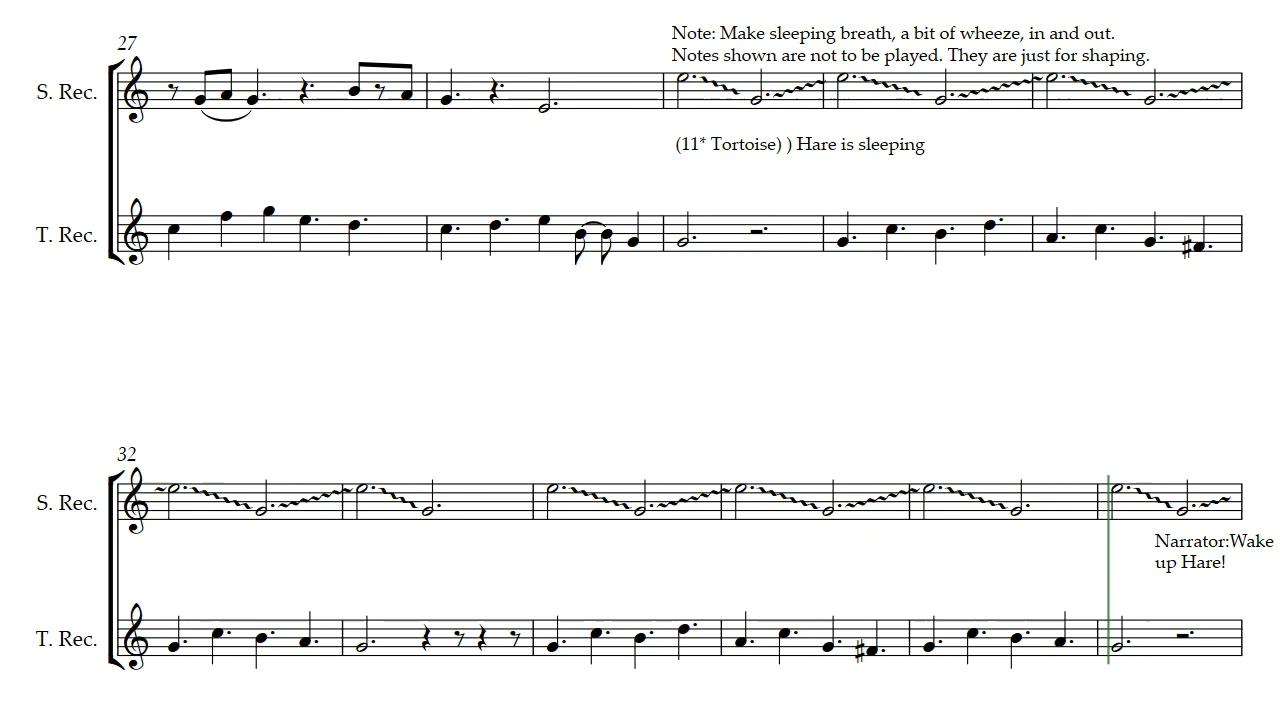 Note: Make sleeping breath, a bit of wheeze, in and out.
Notes shown are not to be played. They are just for shaping.
27
S. Rec.
(11* Tortoise) ) Hare is sleeping
T. Rec.
32
S. Rec.
Narrator:Wake
up Hare!
T. Rec.